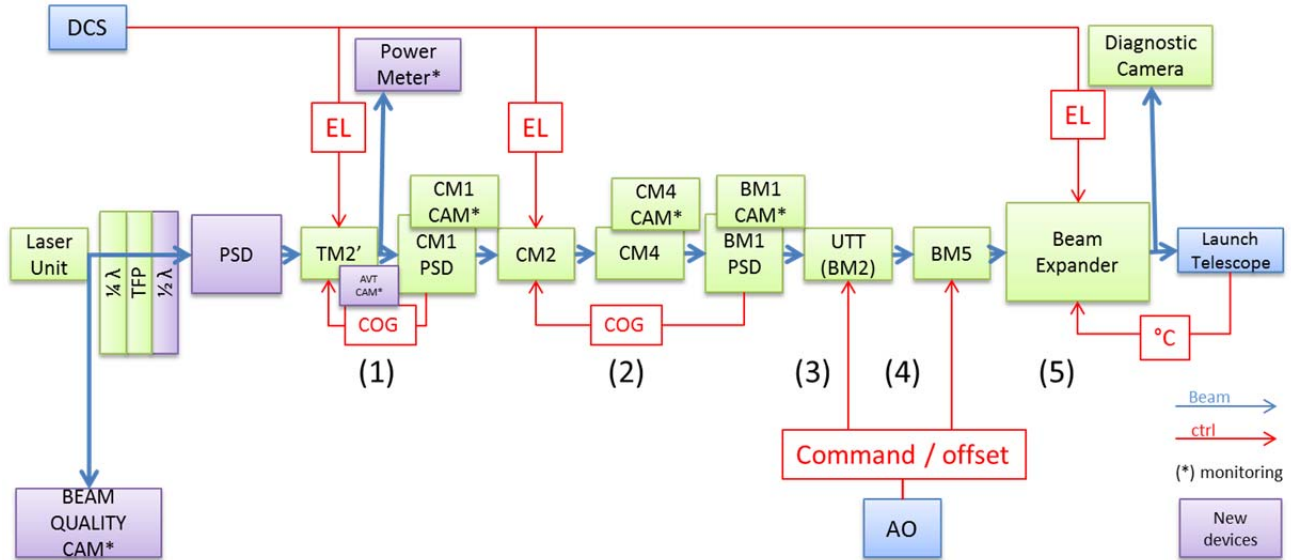 DCS
Power
Meter*
Diagnostic
Camera
EL
EL
EL
CM1
CAM*
CM4
CAM*
BM1
CAM*
Laser
Unit
¼ λ
TFP
½ λ
PSD
TM2’
AVT
CAM*
CM1
PSD
CM2
CM4
BM1
PSD
UTT
(BM2)
BM5
Beam
Expander
Launch
Telescope
COG
COG
°C
(1)
(2)
(3)
(4)
(5)
Beam
ctrl
(*) monitoring
Command / offset
BEAM
QUALITY
CAM*
AO
New
devices